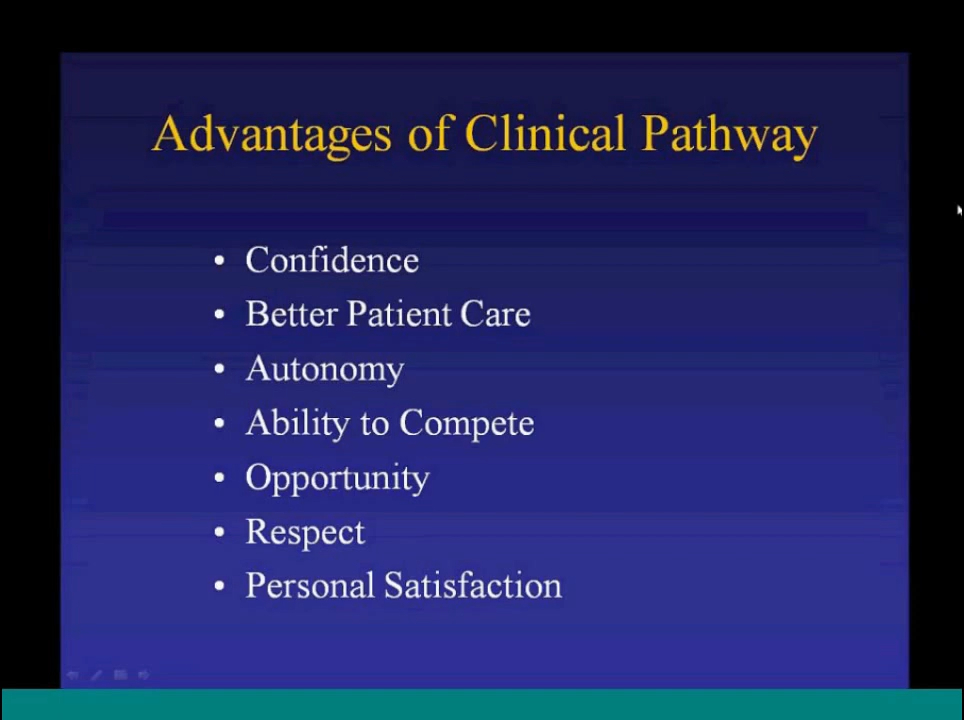 Advantages of Clinical Pathway
• Confidence
• Better Patient Care
• Autonomy
• Ability to Compete
• Opportunity
• Respect
• Personal Satisfaction